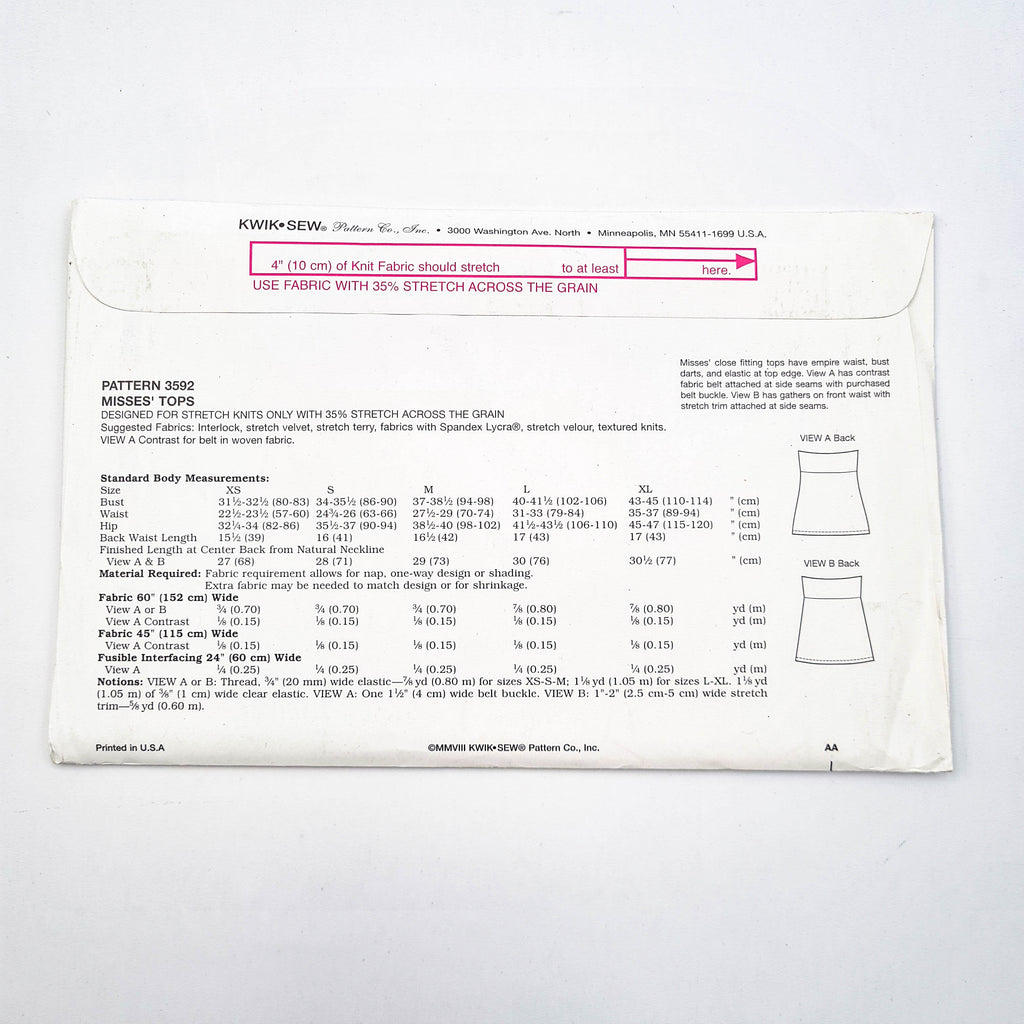 KWIK•SEW® Pattern Co., Inc. • 3000 Washington Ave. North • Minneapolis, MN 55411-1699 U.S.A.
4" (10 cm) of Knit Fabric should stretch to at least here.
USE FABRIC WITH 35% STRETCH ACROSS THE GRAIN
Misses' close fitting tops have empire waist, bust
darts, and elastic at top edge. View A has contrast
fabric belt attached at side seams with purchased
belt buckle. View B has gathers on front waist with
stretch trim attached at side seams.
PATTERN 3592
MISSES' TOPS
DESIGNED FOR STRETCH KNITS ONLY WITH 35% STRETCH ACROSS THE GRAIN
Suggested Fabrics: Interlock, stretch velvet, stretch terry, fabrics with Spandex Lycra®, stretch velour, textured knits.
VIEW A Contrast for belt in woven fabric.
VIEW A Back
VIEW B Back
Standard Body Measurements:
Size XS S M L XL
Bust 31½-32½ (80-83) 34-35½ (86-90) 37-38½ (94-98) 40-41½ (102-106) 43-45 (110-114) " (cm)
Waist 22½-23½ (57-60) 24¾-26 (63-66) 27½-29 (70-74) 31-33 (79-84) 35-37 (89-94) " (cm)
Hip 32¼-34 (82-86) 35½-37 (90-94) 38½-40 (98-102) 41½-43½ (106-110) 45-47 (115-120) " (cm)
Back Waist Length 15½ (39) 16 (41) 16½ (42) 17 (43) 17 (43) " (cm)
Finished Length at Center Back from Natural Neckline
View A & B 27 (68) 28 (71) 29 (73) 30 (76) 30½ (77) " (cm)
Material Required: Fabric requirement allows for nap, one-way design or shading.
Extra fabric may be needed to match design or for shrinkage.
Fabric 60" (152 cm) Wide
View A or B ¾ (0.70) ¾ (0.70) ¾ (0.70) ⅞ (0.80) ⅞ (0.80) yd (m)
View A Contrast ⅛ (0.15) ⅛ (0.15) ⅛ (0.15) ⅛ (0.15) ⅛ (0.15) yd (m)
Fabric 45" (115 cm) Wide
View A Contrast ⅛ (0.15) ⅛ (0.15) ⅛ (0.15) ⅛ (0.15) ⅛ (0.15) yd (m)
Fusible Interfacing 24" (60 cm) Wide
View A ¼ (0.25) ¼ (0.25) ¼ (0.25) ¼ (0.25) ¼ (0.25) yd (m)
Notions: VIEW A or B: Thread, ¾" (20 mm) wide elastic—⅞ yd (0.80 m) for sizes XS-S-M; 1⅛ yd (1.05 m) for sizes L-XL. 1⅛ yd
(1.05 m) of ⅜" (1 cm) wide clear elastic. VIEW A: One 1½" (4 cm) wide belt buckle. VIEW B: 1"-2" (2.5 cm-5 cm) wide stretch
trim—⅝ yd (0.60 m).
Printed in U.S.A ©MMVIII KWIK•SEW® Pattern Co., Inc. AA